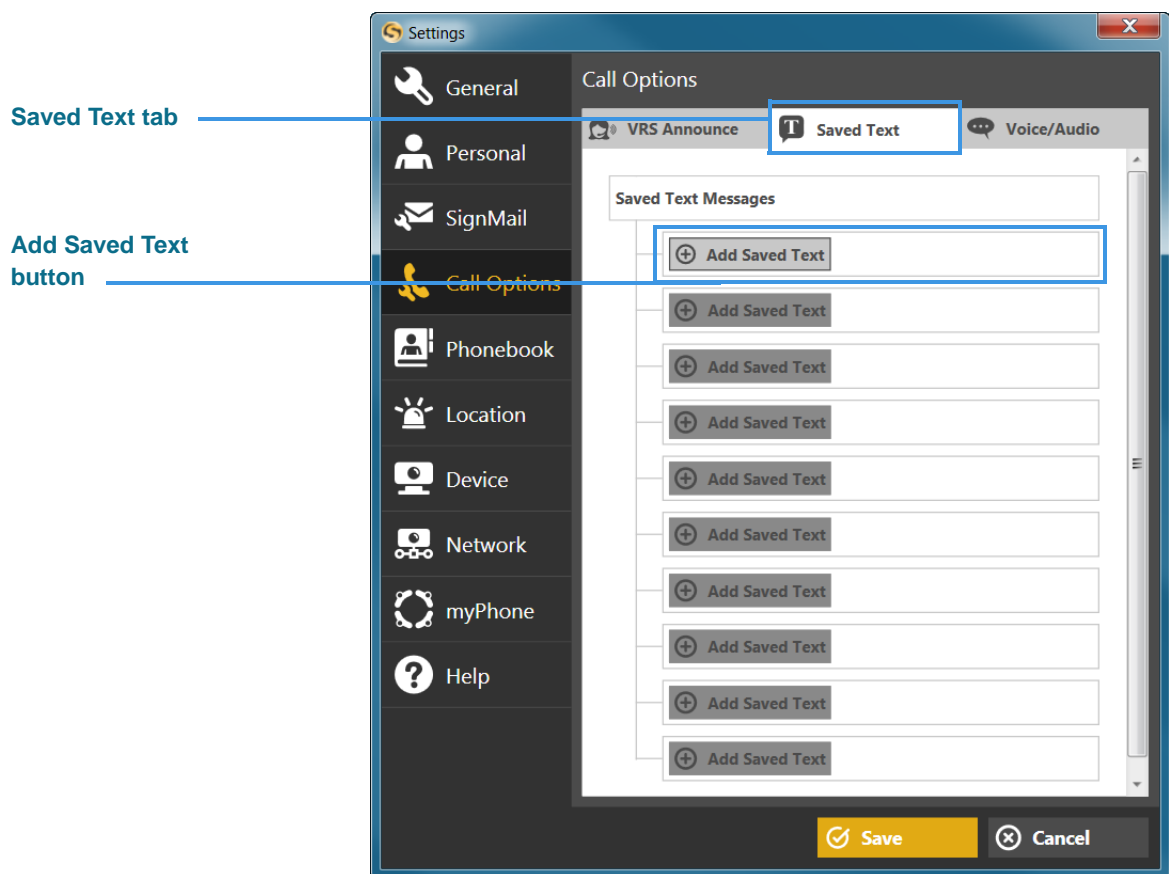 Settings
General
Personal
SignMail
Call Options
Phonebook
Location
Device
Network
myPhone
Help
Saved Text tab
Add Saved Text
button
Call Options
VRS Announce
Saved Text
Voice/Audio
Saved Text Messages
Add Saved Text
Add Saved Text
Add Saved Text
Add Saved Text
Add Saved Text
Add Saved Text
Add Saved Text
Add Saved Text
Add Saved Text
Add Saved Text
Save
Cancel